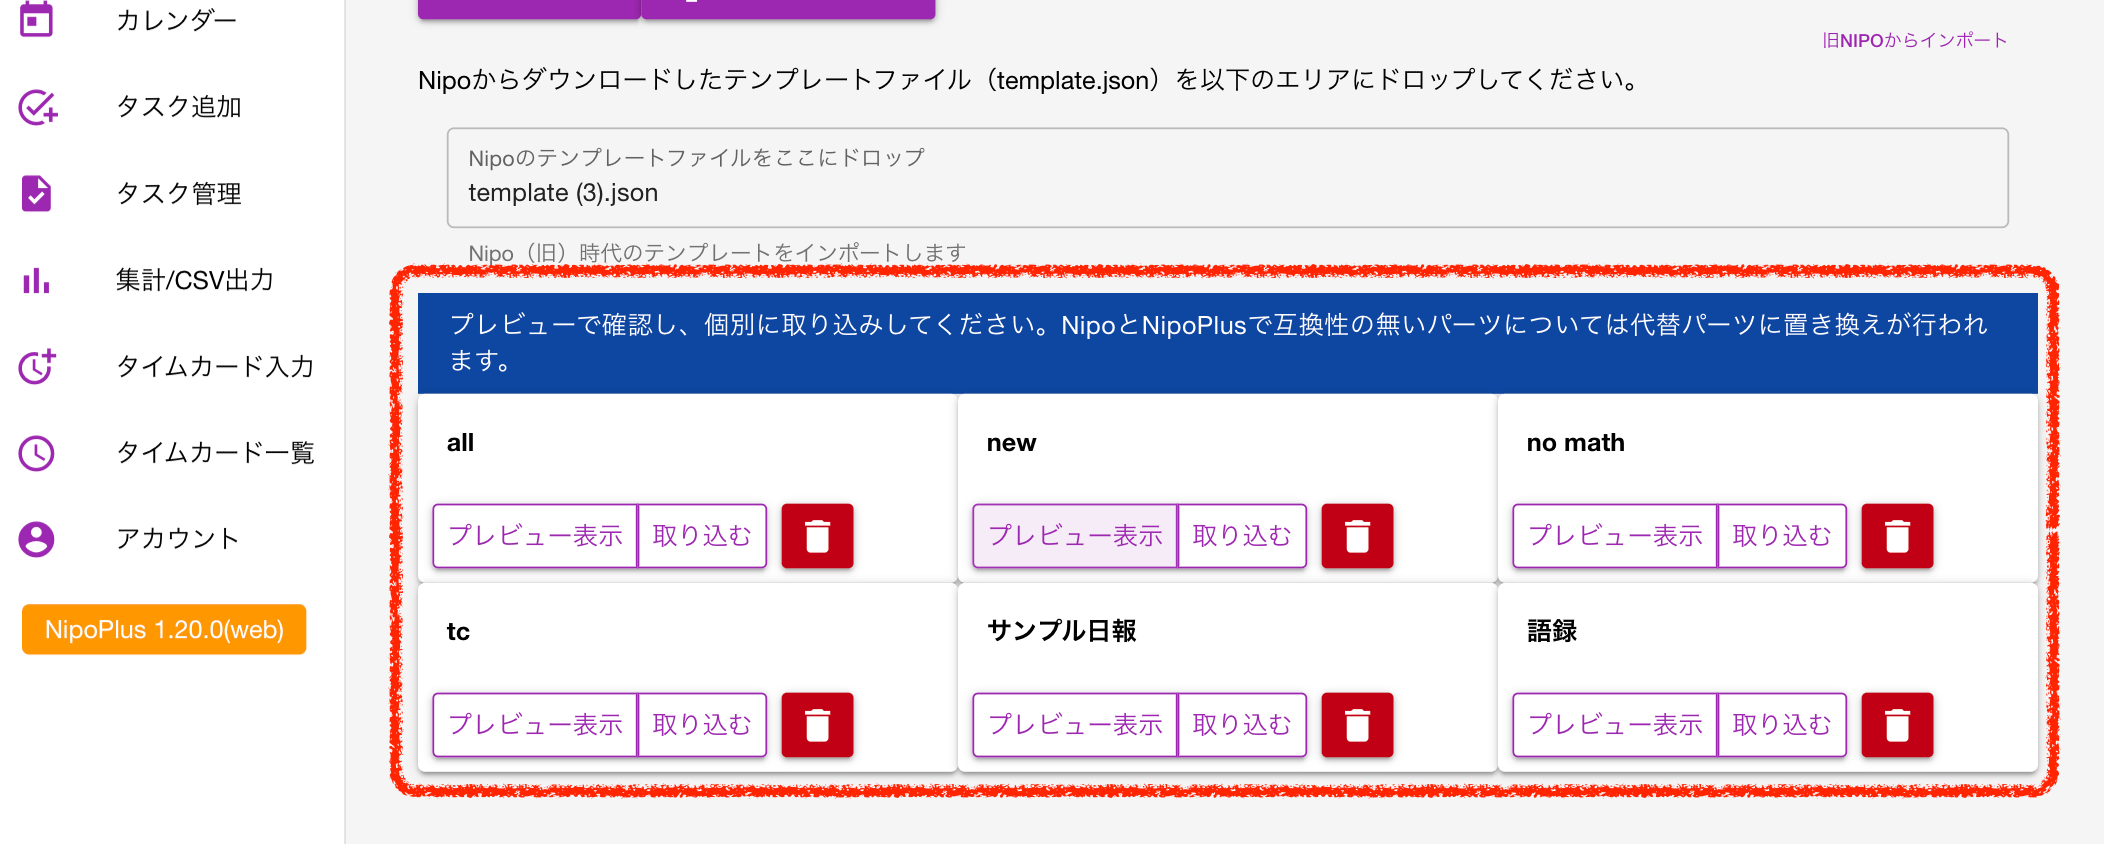 カレンダー
タスク追加
タスク管理
集計/CSV出力
タイムカード入力
タイムカード一覧
アカウント
NipoPlus 1.20.0(web)
旧NIPOからインポート
Nipoからダウンロードしたテンプレートファイル（template.json）を以下のエリアにドロップしてください。
Nipoのテンプレートファイルをここにドロップ
template (3).json
Nipo（旧）時代のテンプレートをインポートします
プレビューで確認し、個別に取り込みしてください。NipoとNipoPlusで互換性の無いパーツについては代替パーツに置き換えが行われ
ます。
all
プレビュー表示 取り込む
new
プレビュー表示 取り込む
no math
プレビュー表示 取り込む
tc
プレビュー表示 取り込む
サンプル日報
プレビュー表示 取り込む
語録
プレビュー表示 取り込む